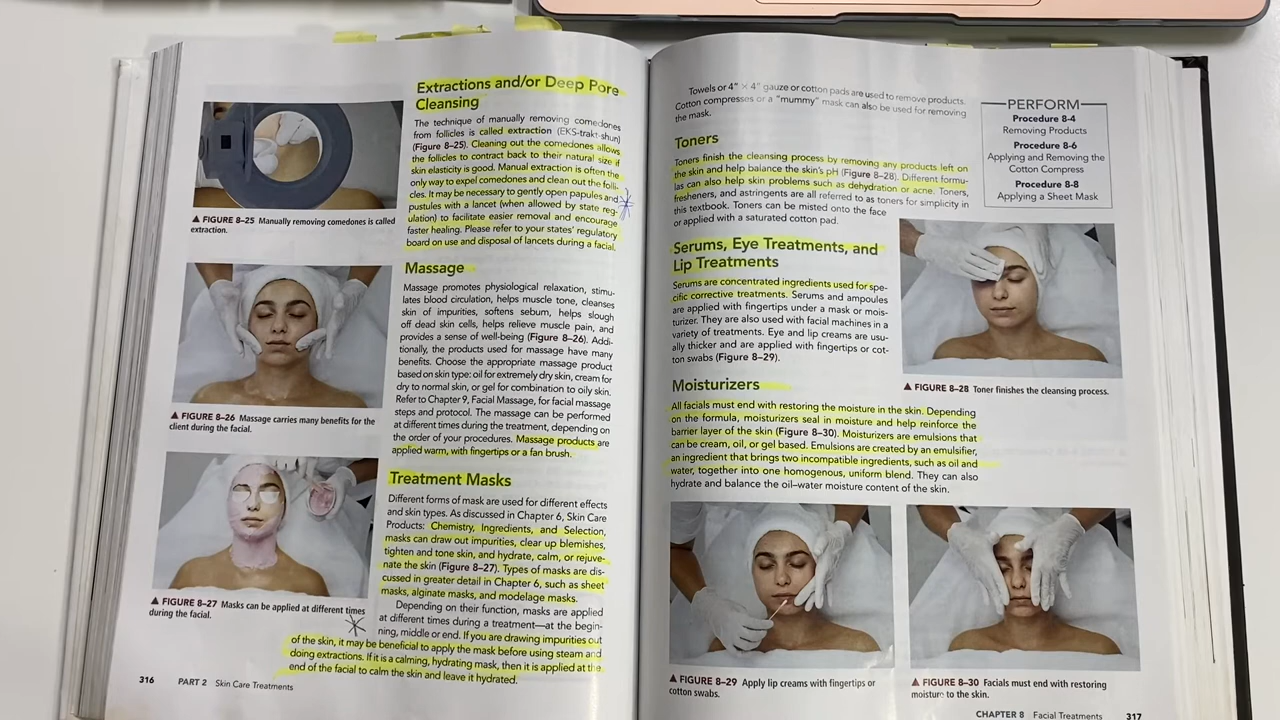 Extractions and/or Deep Pore
Cleansing
The technique of manually removing comedones
from follicles is called extraction (EKS-trakt-shun)
(Figure 8–25). Cleaning out the comedones allows
the follicles to contract back to their natural size if
skin elasticity is good. Manual extraction is often the
only way to expel comedones and clean out the folli-
cles. It may be necessary to gently open papules and
pustules with a lancet (when allowed by state reg-
ulation) to facilitate easier removal and encourage
faster healing. Please refer to your states' regulatory
board on use and disposal of lancets during a facial.
▲ FIGURE 8–25 Manually removing comedones is called
extraction.
Massage
Massage promotes physiological relaxation, stimu-
lates blood circulation, helps muscle tone, cleanses
skin of impurities, softens sebum, helps slough
off dead skin cells, helps relieve muscle pain, and
provides a sense of well-being (Figure 8–26). Addi-
tionally, the products used for massage have many
benefits. Choose the appropriate massage product
based on skin type: oil for extremely dry skin, cream for
dry to normal skin, or gel for combination to oily skin.
Refer to Chapter 9, Facial Massage, for facial massage
steps and protocol. The massage can be performed
at different times during the treatment, depending on
the order of your procedures. Massage products are
applied warm, with fingertips or a fan brush.
▲ FIGURE 8–26 Massage carries many benefits for the
client during the facial.
Treatment Masks
Different forms of mask are used for different effects
and skin types. As discussed in Chapter 6, Skin Care
Products: Chemistry, Ingredients, and Selection,
masks can draw out impurities, clear up blemishes,
tighten and tone skin, and hydrate, calm, or rejuve-
nate the skin (Figure 8–27). Types of masks are dis-
cussed in greater detail in Chapter 6, such as sheet
masks, alginate masks, and modelage masks.
Depending on their function, masks are applied
at different times during a treatment—at the begin-
ning, middle or end. If you are drawing impurities out
of the skin, it may be beneficial to apply the mask before using steam and
doing extractions. If it is a calming, hydrating mask, then it is applied at the
end of the facial to calm the skin and leave it hydrated.
▲ FIGURE 8–27 Masks can be applied at different times
during the facial.
316 PART 2 Skin Care Treatments
Towels or 4" × 4" gauze or cotton pads are used to remove products.
Cotton compresses or a "mummy" mask can also be used for removing
the mask.
PERFORM
Procedure 8-4
Removing Products
Procedure 8-6
Applying and Removing the
Cotton Compress
Procedure 8-8
Applying a Sheet Mask
Toners
Toners finish the cleansing process by removing any products left on
the skin and help balance the skin's pH (Figure 8–28). Different formu-
las can also help skin problems such as dehydration or acne. Toners,
fresheners, and astringents are all referred to as toners for simplicity in
this textbook. Toners can be misted onto the face
or applied with a saturated cotton pad.
Serums, Eye Treatments, and
Lip Treatments
Serums are concentrated ingredients used for spe-
cific corrective treatments. Serums and ampoules
are applied with fingertips under a mask or mois-
turizer. They are also used with facial machines in a
variety of treatments. Eye and lip creams are usu-
ally thicker and are applied with fingertips or cot-
ton swabs (Figure 8–29).
▲ FIGURE 8–28 Toner finishes the cleansing process.
Moisturizers
All facials must end with restoring the moisture in the skin. Depending
on the formula, moisturizers seal in moisture and help reinforce the
barrier layer of the skin (Figure 8–30). Moisturizers are emulsions that
can be cream, oil, or gel based. Emulsions are created by an emulsifier,
an ingredient that brings two incompatible ingredients, such as oil and
water, together into one homogenous, uniform blend. They can also
hydrate and balance the oil–water moisture content of the skin.
▲ FIGURE 8–29 Apply lip creams with fingertips or
cotton swabs.
▲ FIGURE 8–30 Facials must end with restoring
moisture to the skin.
CHAPTER 8 Facial Treatments 317